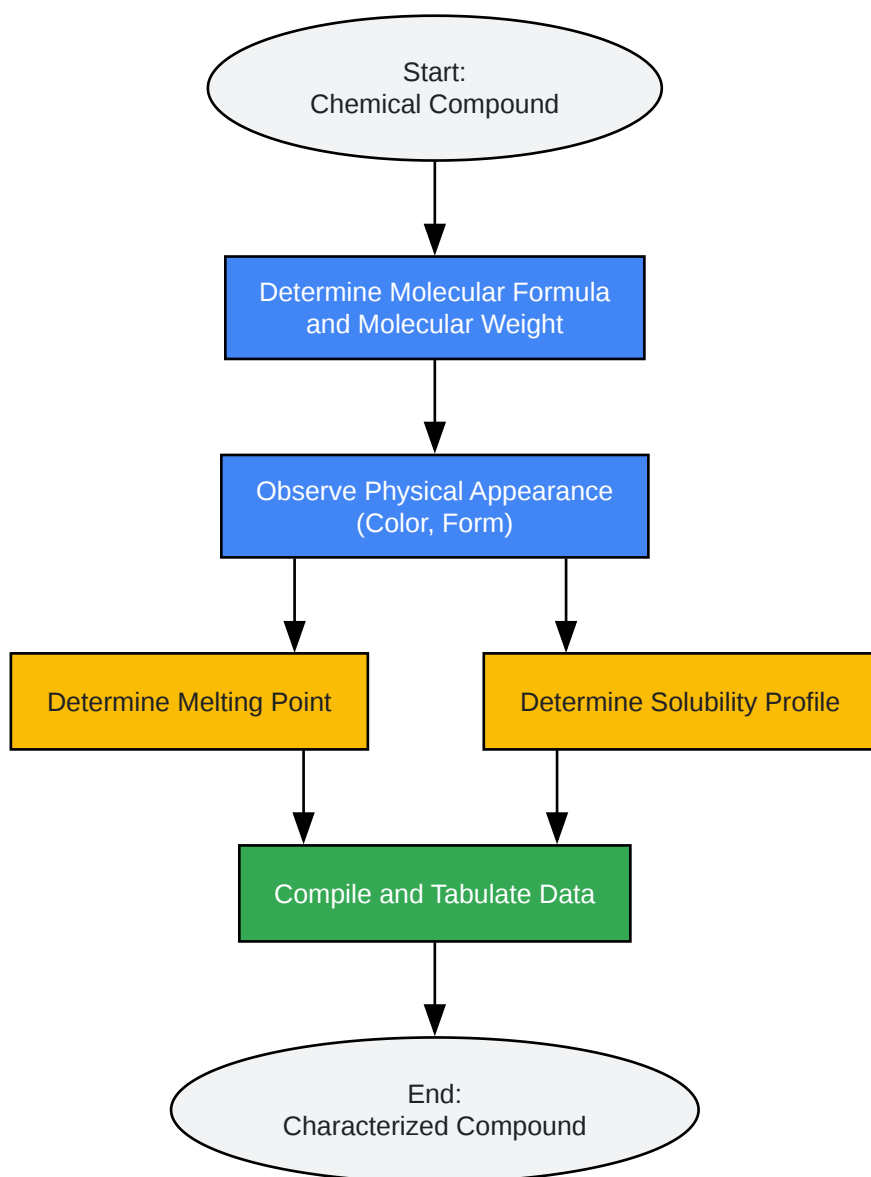 Start:
Chemical Compound
Determine Molecular Formula
and Molecular Weight
Observe Physical Appearance
(Color, Form)
Determine Melting Point
Determine Solubility Profile
Compile and Tabulate Data
End:
Characterized Compound